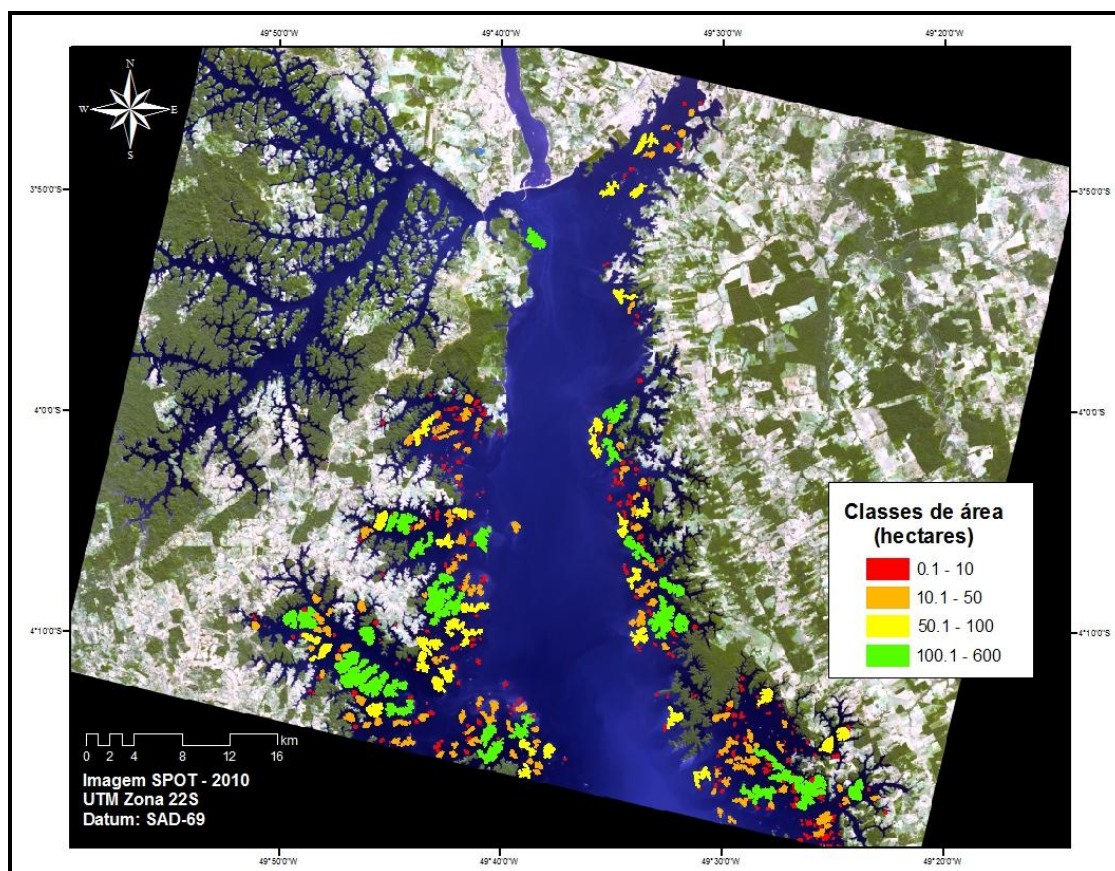 49°50'0"W 49°40'0"W 49°30'0"W 49°20'0"W
N
W E
S
3°50'0"S 3°50'0"S
4°0'0"S 4°0'0"S
Classes de área
(hectares)
0.1 - 10
10.1 - 50
50.1 - 100
100.1 - 600
4°10'0"S 4°10'0"S
0 2 4 8 12 16 km
Imagem SPOT - 2010
UTM Zona 22S
Datum: SAD-69
49°50'0"W 49°40'0"W 49°30'0"W 49°20'0"W